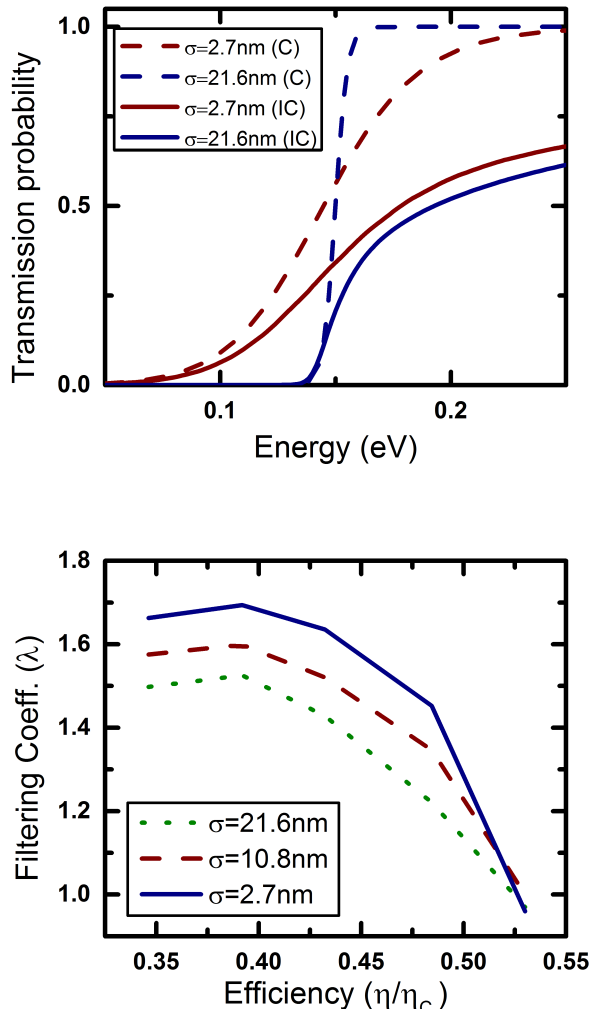 1.0
0.5
0.0
Transmission probability
σ=2.7nm (C)
σ=21.6nm (C)
σ=2.7nm (IC)
σ=21.6nm (IC)
0.1 0.2
Energy (eV)
1.8
1.6
1.4
1.2
1.0
Filtering Coeff. (λ)
σ=21.6nm
σ=10.8nm
σ=2.7nm
0.35 0.40 0.45 0.50 0.55
Efficiency (η/ηC)